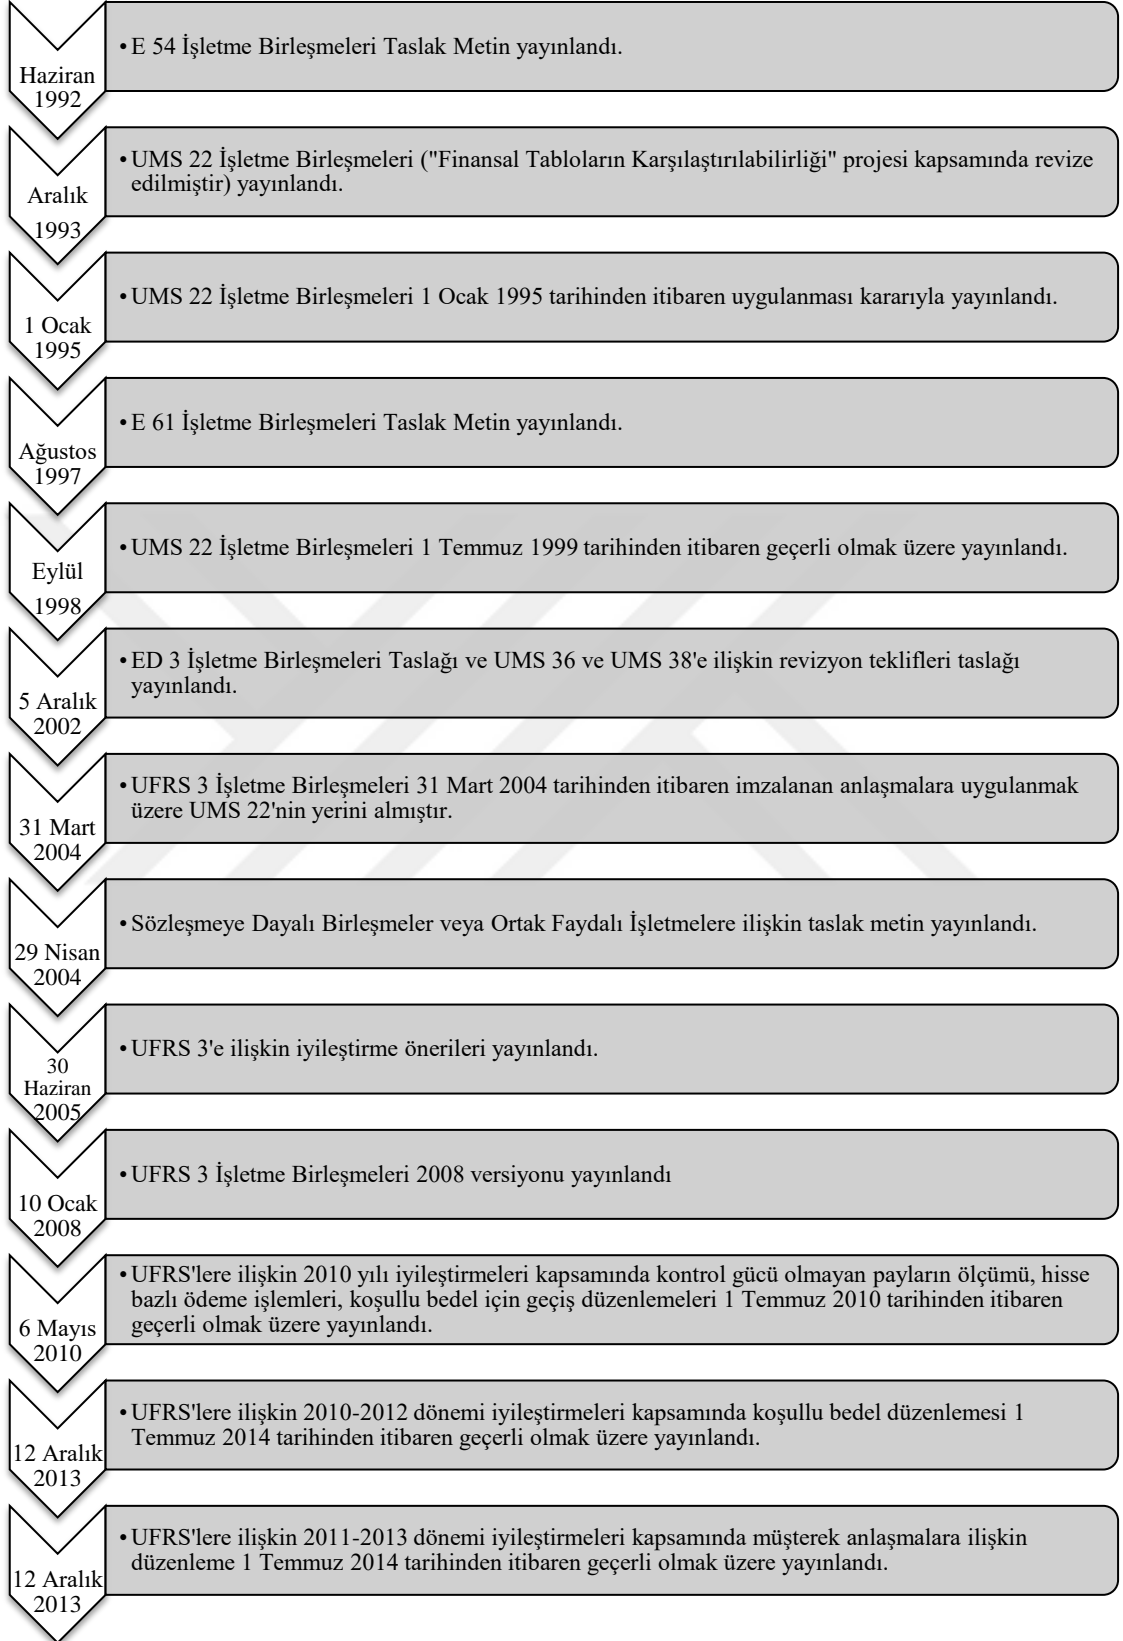 Haziran
1992
• E 54 İşletme Birleşmeleri Taslak Metin yayınlandı.
Aralık
1993
• UMS 22 İşletme Birleşmeleri ("Finansal Tabloların Karşılaştırılabilirliği" projesi kapsamında revize
edilmiştir) yayınlandı.
1 Ocak
1995
• UMS 22 İşletme Birleşmeleri 1 Ocak 1995 tarihinden itibaren uygulanması kararıyla yayınlandı.
Ağustos
1997
• E 61 İşletme Birleşmeleri Taslak Metin yayınlandı.
Eylül
1998
• UMS 22 İşletme Birleşmeleri 1 Temmuz 1999 tarihinden itibaren geçerli olmak üzere yayınlandı.
5 Aralık
2002
• ED 3 İşletme Birleşmeleri Taslağı ve UMS 36 ve UMS 38'e ilişkin revizyon teklifleri taslağı
yayınlandı.
31 Mart
2004
• UFRS 3 İşletme Birleşmeleri 31 Mart 2004 tarihinden itibaren imzalanan anlaşmalara uygulanmak
üzere UMS 22'nin yerini almıştır.
29 Nisan
2004
• Sözleşmeye Dayalı Birleşmeler veya Ortak Faydalı İşletmelere ilişkin taslak metin yayınlandı.
30
Haziran
2005
• UFRS 3'e ilişkin iyileştirme önerileri yayınlandı.
10 Ocak
2008
• UFRS 3 İşletme Birleşmeleri 2008 versiyonu yayınlandı
6 Mayıs
2010
• UFRS'lere ilişkin 2010 yılı iyileştirmeleri kapsamında kontrol gücü olmayan payların ölçümü, hisse
bazlı ödeme işlemleri, koşullu bedel için geçiş düzenlemeleri 1 Temmuz 2010 tarihinden itibaren
geçerli olmak üzere yayınlandı.
12 Aralık
2013
• UFRS'lere ilişkin 2010-2012 dönemi iyileştirmeleri kapsamında koşullu bedel düzenlemesi 1
Temmuz 2014 tarihinden itibaren geçerli olmak üzere yayınlandı.
12 Aralık
2013
• UFRS'lere ilişkin 2011-2013 dönemi iyileştirmeleri kapsamında müşterek anlaşmalara ilişkin
düzenleme 1 Temmuz 2014 tarihinden itibaren geçerli olmak üzere yayınlandı.